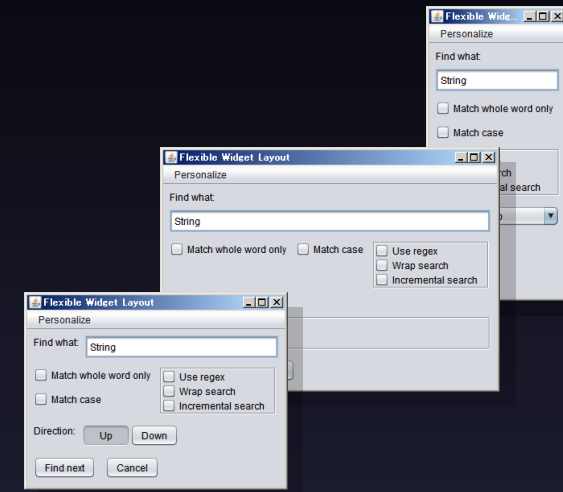 Flexible Widg...
Personalize
Find what:
String
Match whole word only
Match case
Flexible Widget Layout
Personalize
Find what:
String
Match whole word only Match case
Use regex
Wrap search
Incremental search
Flexible Widget Layout
Personalize
Find what: String
Match whole word only
Match case
Use regex
Wrap search
Incremental search
Direction: Up Down
Find next Cancel